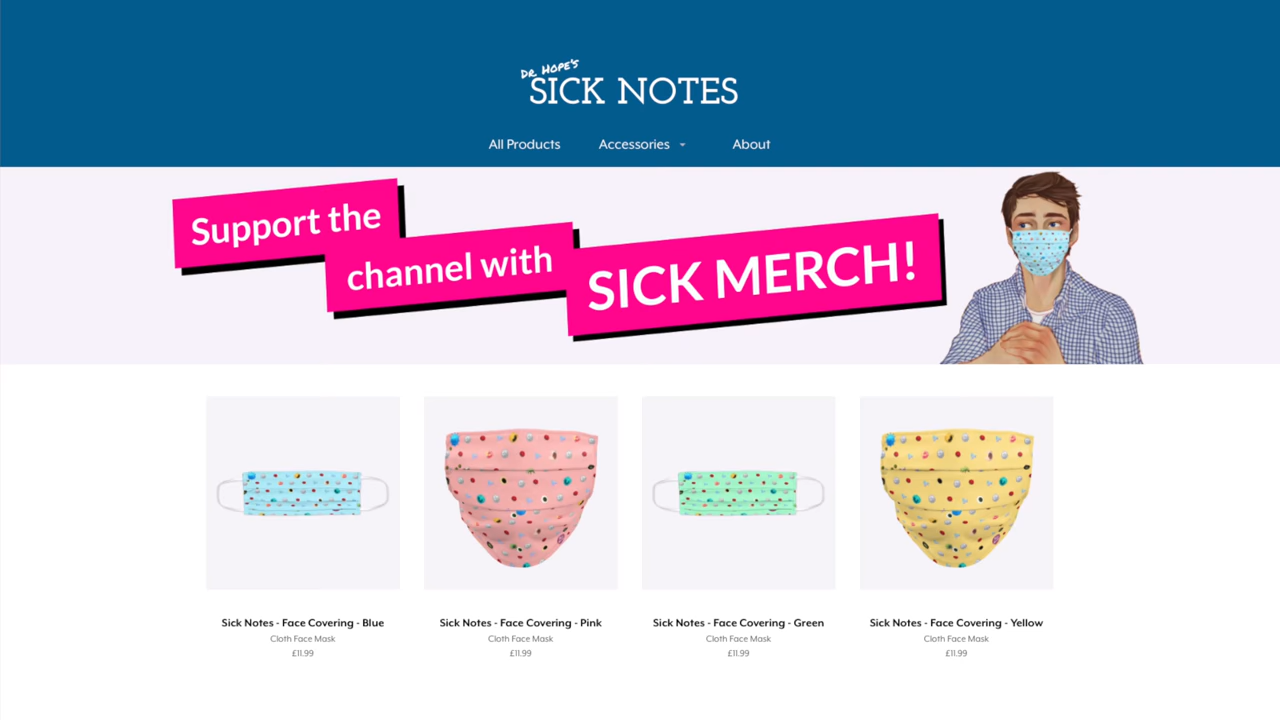 DR. HOPE'S
SICK NOTES
All Products Accessories About
Support the
channel with
SICK MERCH!
Sick Notes - Face Covering - Blue
Cloth Face Mask
£11.99
Sick Notes - Face Covering - Pink
Cloth Face Mask
£11.99
Sick Notes - Face Covering - Green
Cloth Face Mask
£11.99
Sick Notes - Face Covering - Yellow
Cloth Face Mask
£11.99